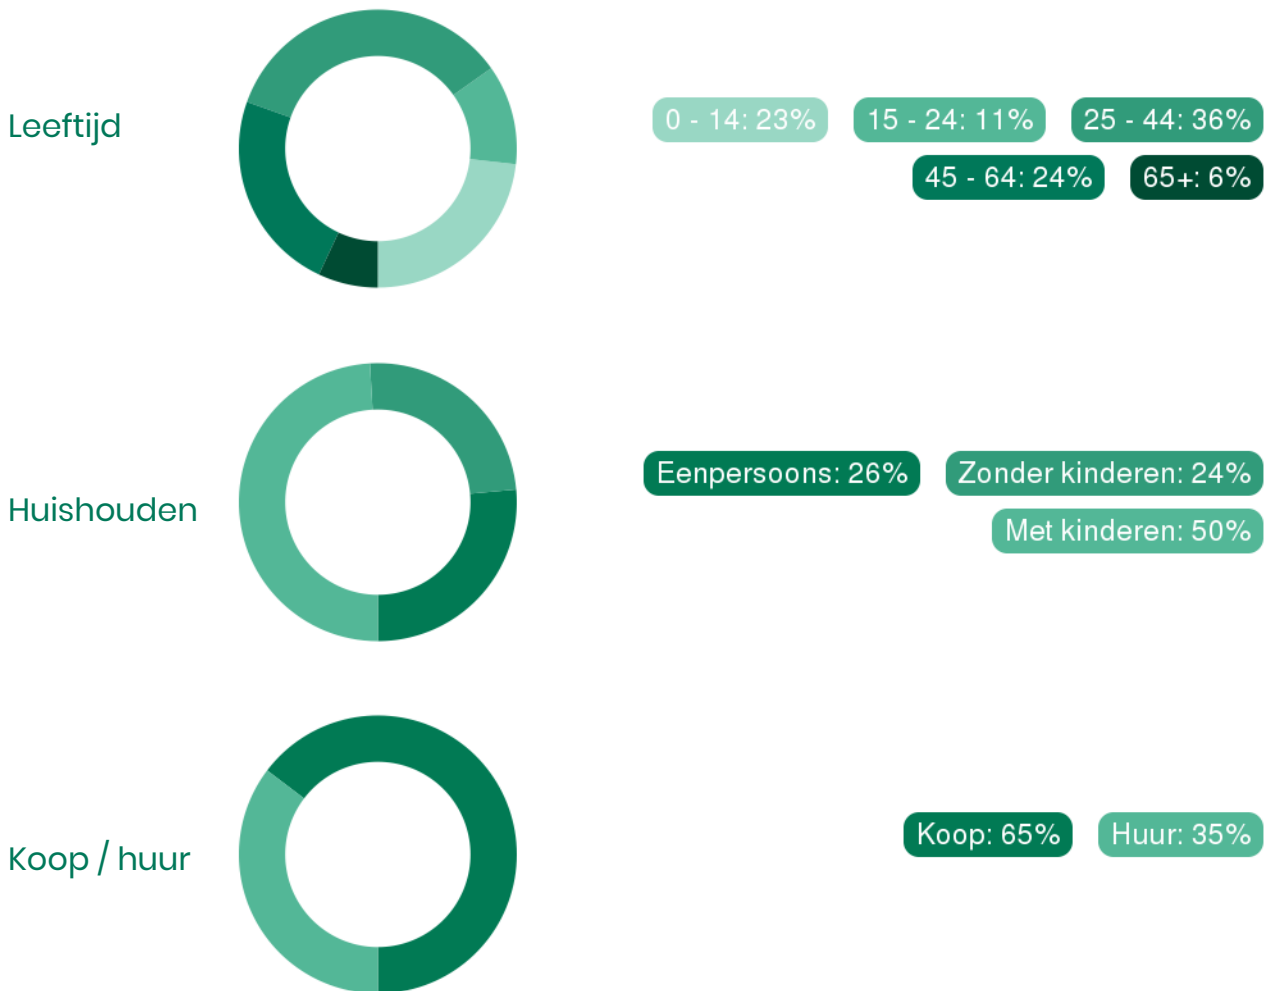 Leeftijd
0 - 14: 23% 15 - 24: 11% 25 - 44: 36%
45 - 64: 24% 65+: 6%
Huishouden
Eenpersoons: 26% Zonder kinderen: 24%
Met kinderen: 50%
Koop / huur
Koop: 65% Huur: 35%